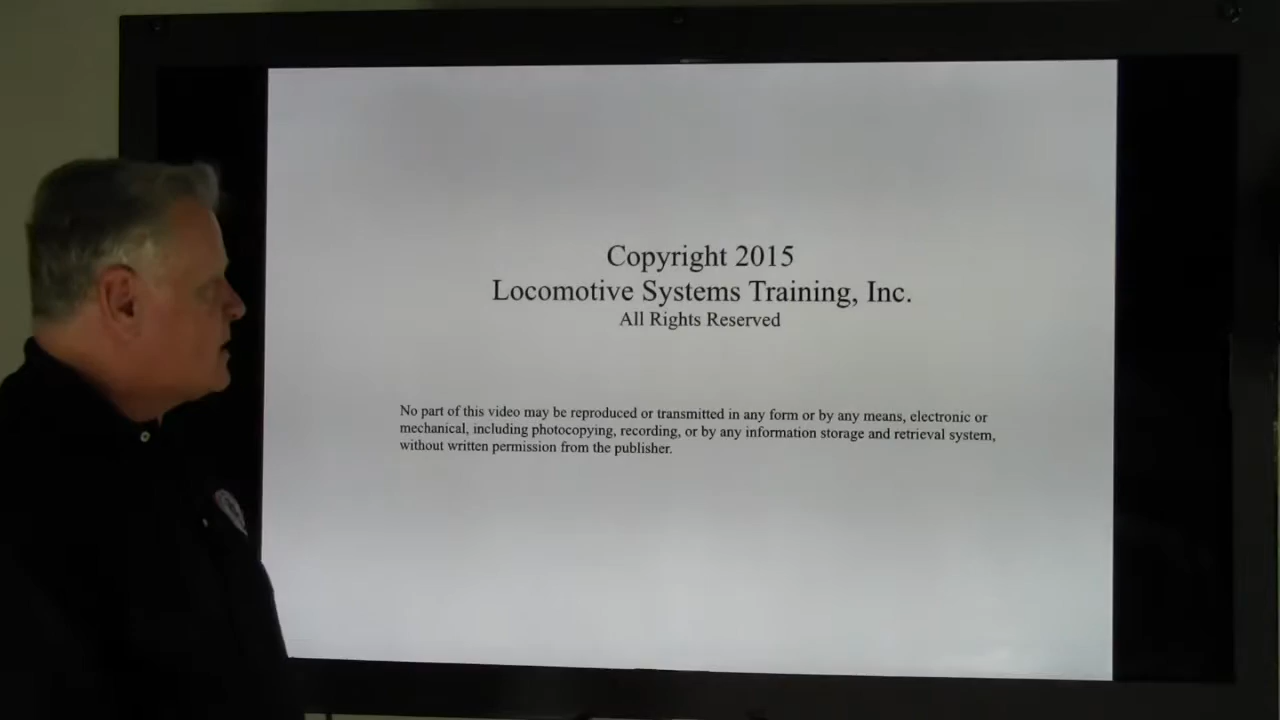 Copyright 2015
Locomotive Systems Training, Inc.
All Rights Reserved
No part of this video may be reproduced or transmitted in any form or by any means, electronic or
mechanical, including photocopying, recording, or by any information storage and retrieval system,
without written permission from the publisher.